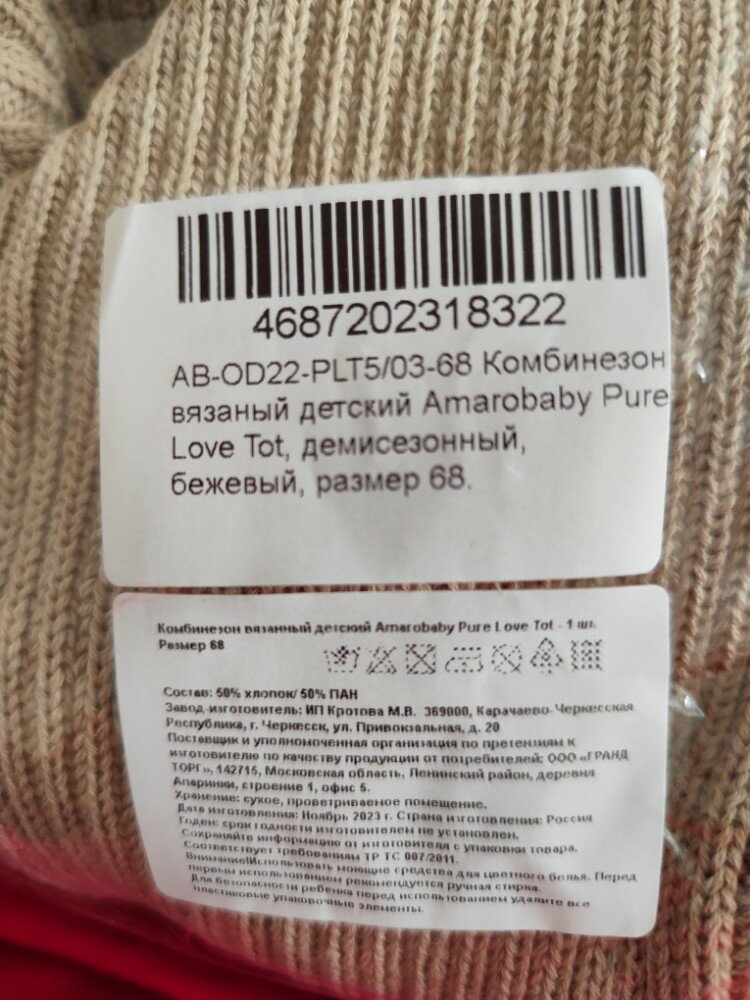 4687202318322
AB-OD22-PLT5/03-68 Комбинезон
вязаный детский Amarobaby Pure
Love Tot, демисезонный,
бежевый, размер 68.
Комбинезон вязанный детский Amarobaby Pure Love Tot - 1 шт.
Размер 68
Состав: 50% хлопок/ 50% ПАН
Завод-изготовитель: ИП Кротова М.В. 369000, Карачаево-Черкесская
Республика, г. Черкесск, ул. Привокзальная, д. 20
Поставщик и уполномоченная организация по претензиям к
изготовителю по качеству продукции от потребителей: ООО «ГРАНД
ТОРГ», 142715, Московская область, Ленинский район, деревня
Апаринки, строение 1, офис 5.
Хранение: сухое, проветриваемое помещение.
Дата изготовления: Ноябрь 2023 г. Страна изготовления: Россия
Годен: срок годности изготовителем не установлен.
Сохраняйте информацию от изготовителя с упаковки товара.
Соответствует требованиям ТР ТС 007/2011.
Внимание!Использовать моющие средства для цветного белья. Перед
первым использованием рекомендуется ручная стирка.
Для безопасности ребенка перед использованием удалите все
пластиковые упаковочные элементы.